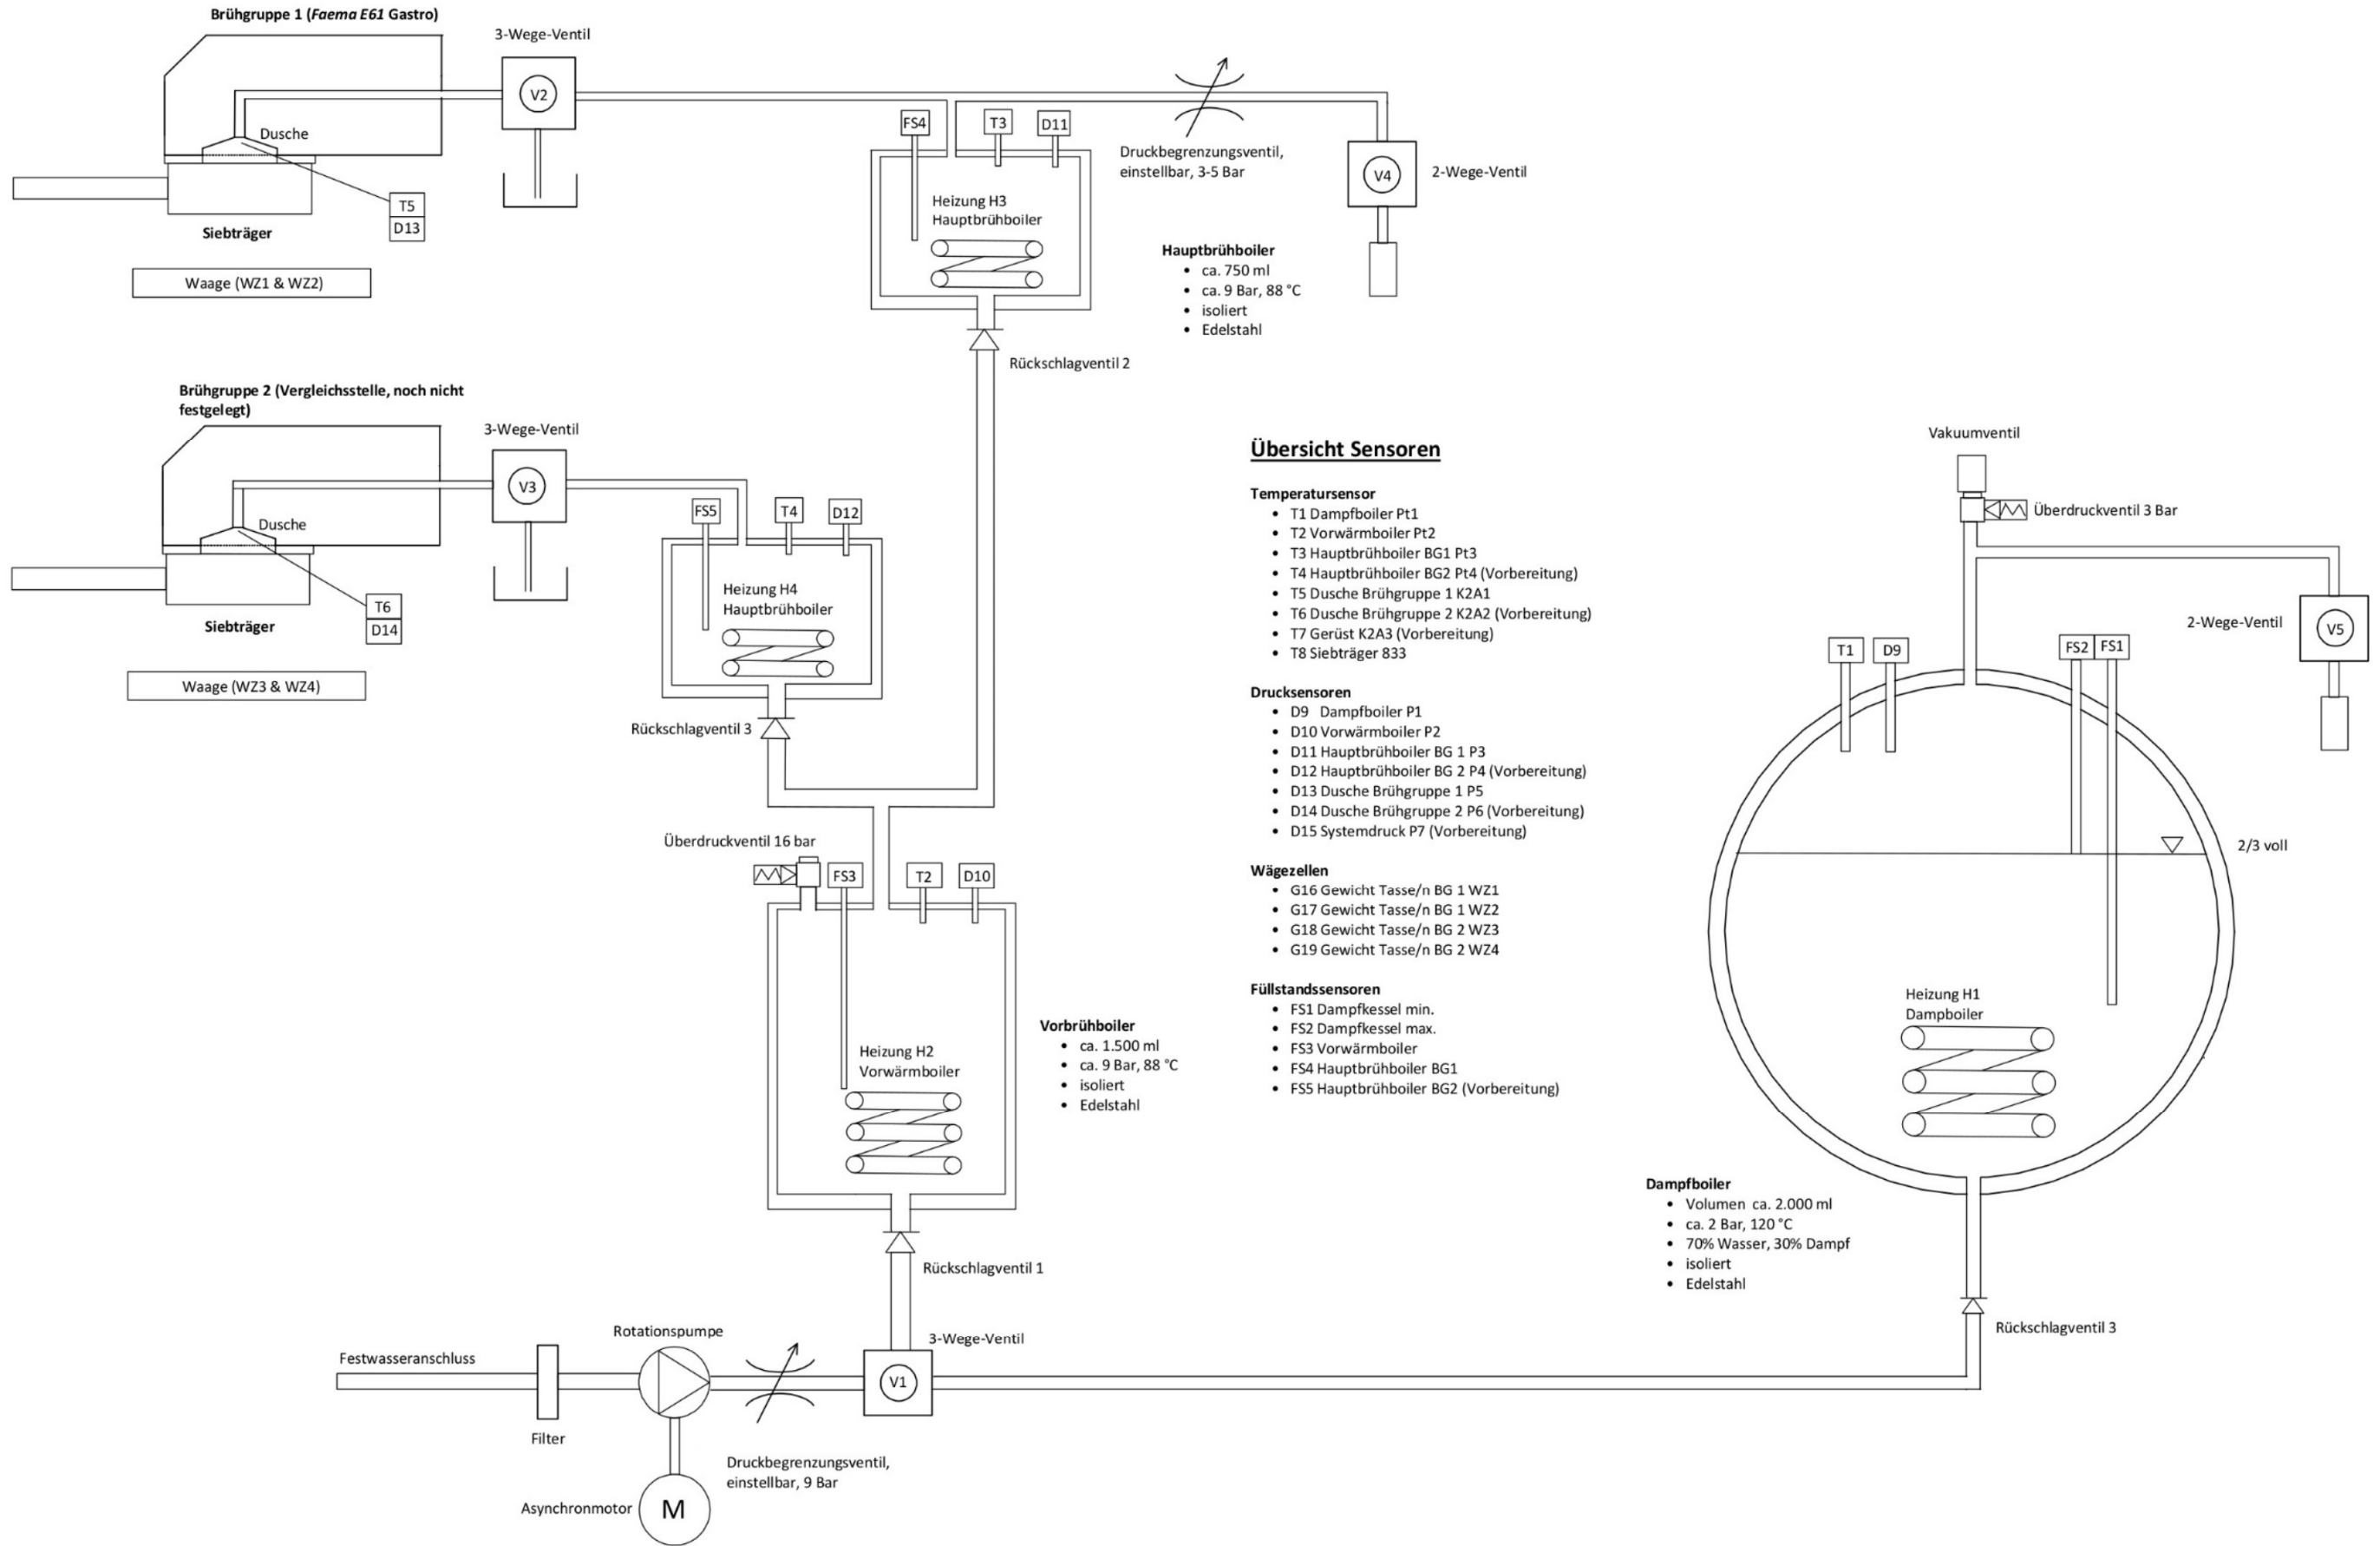 Brühgruppe 1 (Faema E61 Gastro)
3-Wege-Ventil
V2
Dusche
T5
D13
Siebträger
Waage (WZ1 & WZ2)
FS4
T3
D11
Heizung H3
Hauptbrühboiler
Druckbegrenzungsventil,
einstellbar, 3-5 Bar
V4
2-Wege-Ventil
Hauptbrühboiler
• ca. 750 ml
• ca. 9 Bar, 88 °C
• isoliert
• Edelstahl
Rückschlagventil 2
Brühgruppe 2 (Vergleichsstelle, noch nicht
festgelegt)
3-Wege-Ventil
V3
Dusche
T6
D14
Siebträger
Waage (WZ3 & WZ4)
FS5
T4
D12
Heizung H4
Hauptbrühboiler
Rückschlagventil 3
Übersicht Sensoren
Temperatursensor
• T1 Dampfboiler Pt1
• T2 Vorwärmboiler Pt2
• T3 Hauptbrühboiler BG1 Pt3
• T4 Hauptbrühboiler BG2 Pt4 (Vorbereitung)
• T5 Dusche Brühgruppe 1 K2A1
• T6 Dusche Brühgruppe 2 K2A2 (Vorbereitung)
• T7 Gerüst K2A3 (Vorbereitung)
• T8 Siebträger 833
Drucksensoren
• D9 Dampfboiler P1
• D10 Vorwärmboiler P2
• D11 Hauptbrühboiler BG 1 P3
• D12 Hauptbrühboiler BG 2 P4 (Vorbereitung)
• D13 Dusche Brühgruppe 1 P5
• D14 Dusche Brühgruppe 2 P6 (Vorbereitung)
• D15 Systemdruck P7 (Vorbereitung)
Wägezellen
• G16 Gewicht Tasse/n BG 1 WZ1
• G17 Gewicht Tasse/n BG 1 WZ2
• G18 Gewicht Tasse/n BG 2 WZ3
• G19 Gewicht Tasse/n BG 2 WZ4
Füllstandssensoren
• FS1 Dampfkessel min.
• FS2 Dampfkessel max.
• FS3 Vorwärmboiler
• FS4 Hauptbrühboiler BG1
• FS5 Hauptbrühboiler BG2 (Vorbereitung)
Vakuumventil
Überdruckventil 3 Bar
2-Wege-Ventil
V5
T1
D9
FS2
FS1
2/3 voll
Heizung H1
Dampboiler
Dampfboiler
• Volumen ca. 2.000 ml
• ca. 2 Bar, 120 °C
• 70% Wasser, 30% Dampf
• isoliert
• Edelstahl
Rückschlagventil 3
Überdruckventil 16 bar
FS3
T2
D10
Heizung H2
Vorwärmboiler
Vorbrühboiler
• ca. 1.500 ml
• ca. 9 Bar, 88 °C
• isoliert
• Edelstahl
Rückschlagventil 1
3-Wege-Ventil
V1
Rotationspumpe
Festwasseranschluss
Filter
Druckbegrenzungsventil,
einstellbar, 9 Bar
Asynchronmotor
M